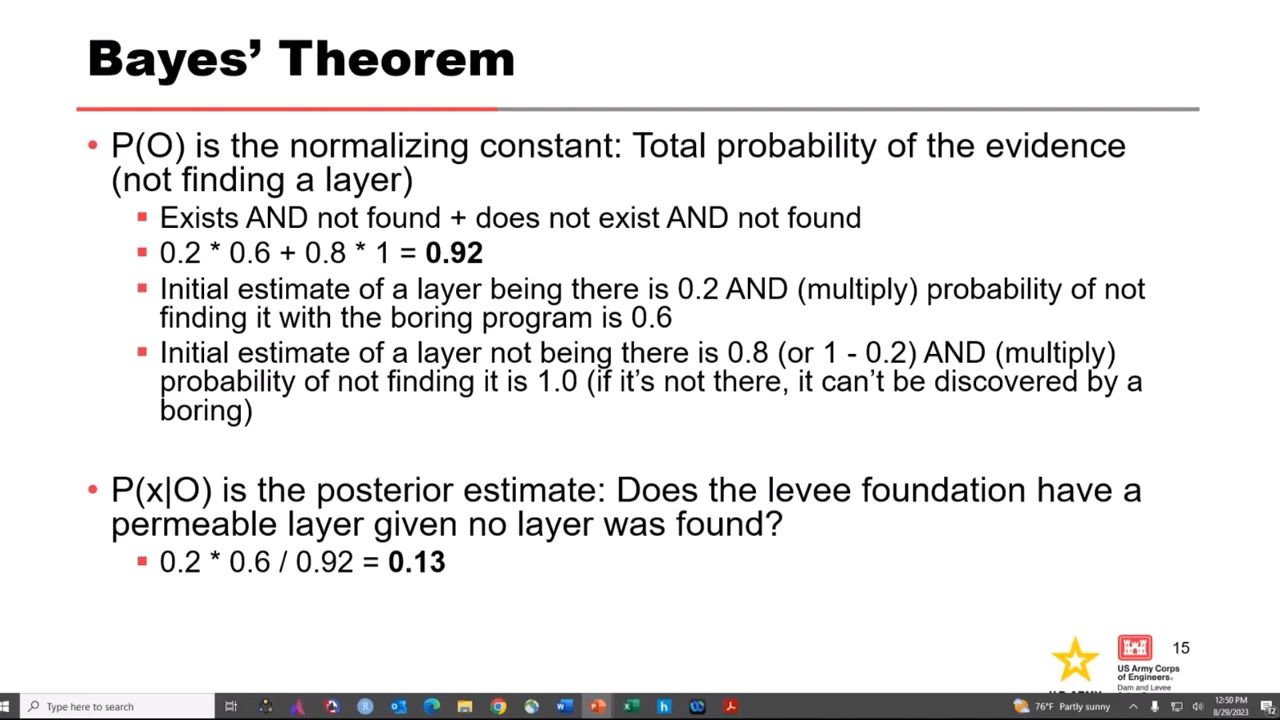 Bayes’ Theorem
• P(O) is the normalizing constant: Total probability of the evidence
(not finding a layer)
▪ Exists AND not found + does not exist AND not found
▪ 0.2 * 0.6 + 0.8 * 1 = 0.92
▪ Initial estimate of a layer being there is 0.2 AND (multiply) probability of not
finding it with the boring program is 0.6
▪ Initial estimate of a layer not being there is 0.8 (or 1 - 0.2) AND (multiply)
probability of not finding it is 1.0 (if it’s not there, it can’t be discovered by a
boring)
• P(x|O) is the posterior estimate: Does the levee foundation have a
permeable layer given no layer was found?
▪ 0.2 * 0.6 / 0.92 = 0.13
15
US Army Corps
of Engineers®
Dam and Levee
U.S. ARMY
Type here to search
76°F Partly sunny
12:50 PM
8/29/2023
32